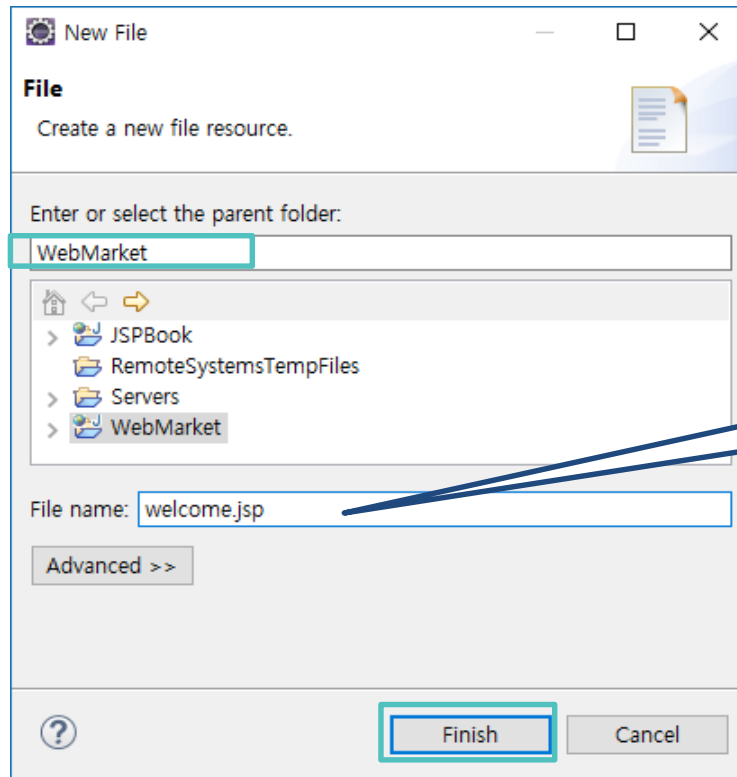 New File
File
Create a new file resource.
Enter or select the parent folder:
WebMarket
JSPBook
RemoteSystemsTempFiles
Servers
WebMarket
File name: welcome.jsp
Advanced >>
? Finish Cancel